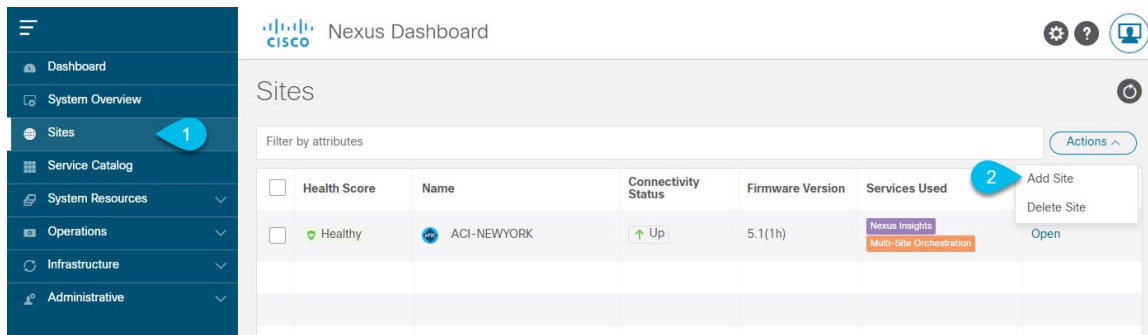 CISCO Nexus Dashboard
?
Dashboard
System Overview
Sites
1
Service Catalog
System Resources
Operations
Infrastructure
Administrative
Sites
Filter by attributes
Actions
2
Add Site
Delete Site
Health Score Name Connectivity Status Firmware Version Services Used
Healthy ACI-NEWYORK Up 5.1(1h) Nexus Insights Open
Multi-Site Orchestration